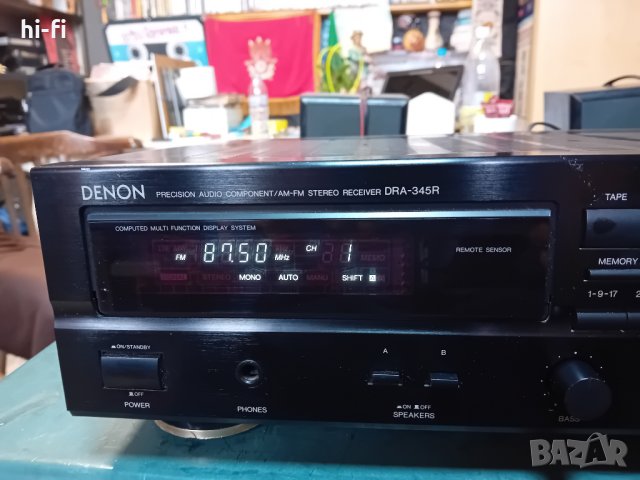 hi-fi
DENON PRECISION AUDIO COMPONENT/AM-FM STEREO RECEIVER DRA-345R
TAPE
COMPUTED MULTI FUNCTION DISPLAY SYSTEM
REMOTE SENSOR
FM 87.50 MHz CH 1
MEMO
STEREO MONO AUTO MANU SHIFT A
MEMORY
1-9-17
ON/STANDBY
OFF
POWER
PHONES
A B
ON OFF
SPEAKERS
BASS
BAZAR